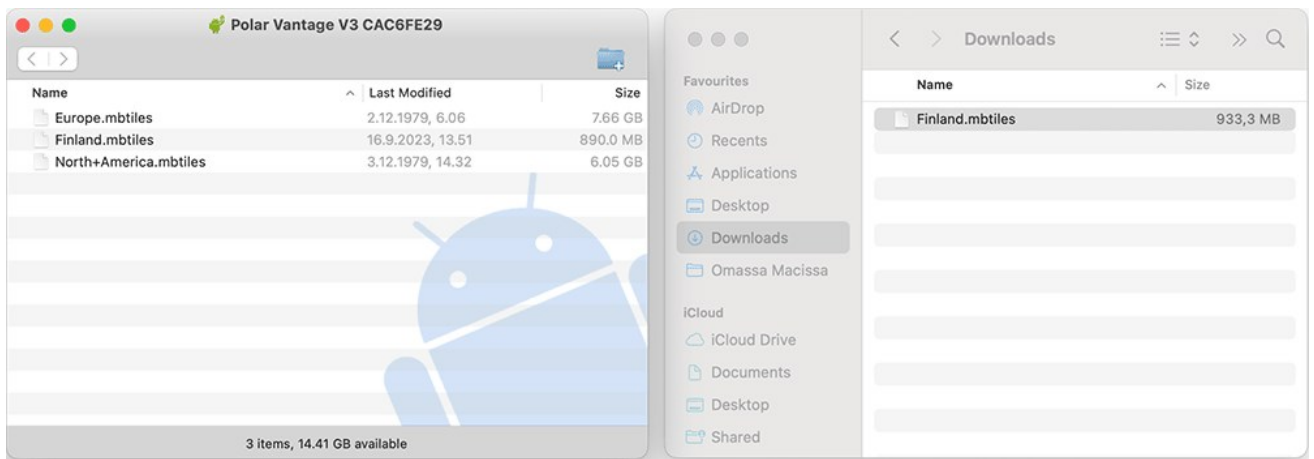 Polar Vantage V3 CAC6FE29
Name Last Modified Size
Europe.mbtiles 2.12.1979, 6.06 7.66 GB
Finland.mbtiles 16.9.2023, 13.51 890.0 MB
North+America.mbtiles 3.12.1979, 14.32 6.05 GB
3 items, 14.41 GB available
Downloads
Favourites
AirDrop
Recents
Applications
Desktop
Downloads
Omassa Macissa
iCloud
iCloud Drive
Documents
Desktop
Shared
Name Size
Finland.mbtiles 933,3 MB